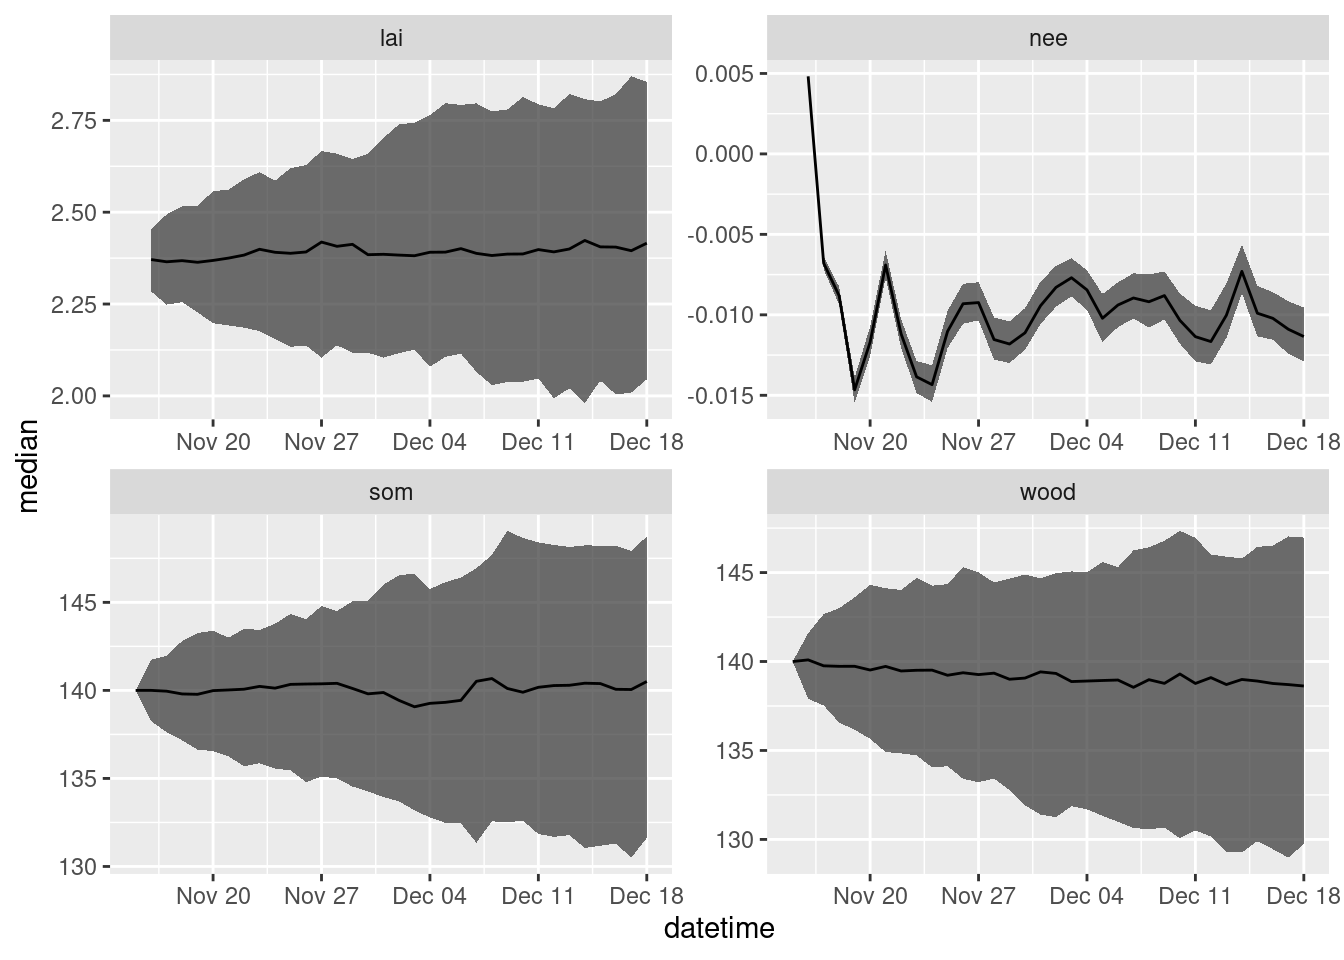 lai
nee
2.75
2.50
2.25
2.00
0.005
0.000
-0.005
-0.010
-0.015
Nov 20 Nov 27 Dec 04 Dec 11 Dec 18
Nov 20 Nov 27 Dec 04 Dec 11 Dec 18
median
som
wood
145
140
135
130
145
140
135
130
Nov 20 Nov 27 Dec 04 Dec 11 Dec 18
Nov 20 Nov 27 Dec 04 Dec 11 Dec 18
datetime